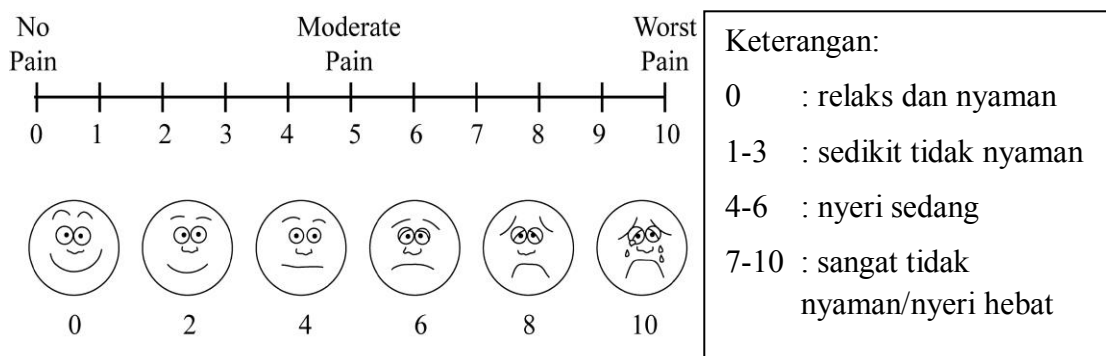 No Pain
Moderate Pain
Worst Pain
0 1 2 3 4 5 6 7 8 9 10
0 2 4 6 8 10
Keterangan:
0 : relaks dan nyaman
1-3 : sedikit tidak nyaman
4-6 : nyeri sedang
7-10 : sangat tidak
nyaman/nyeri hebat